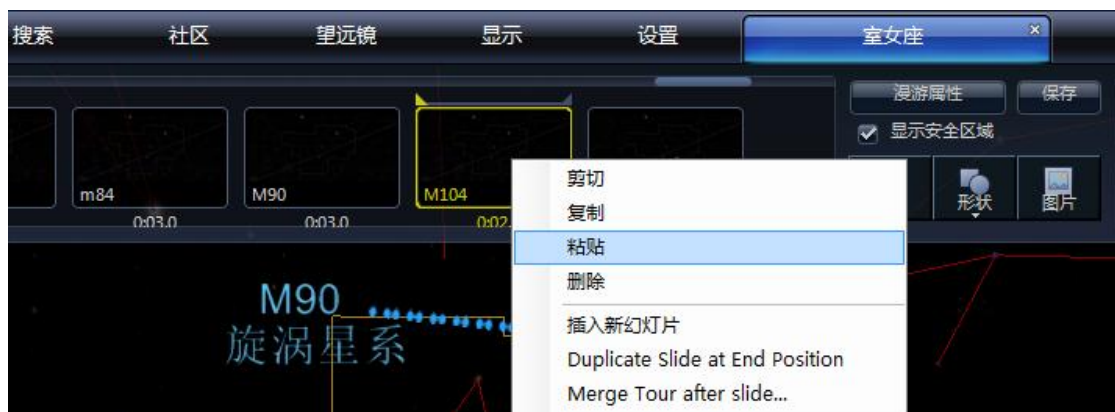 搜索 社区 望远镜 显示 设置 室女座 ×
漫游属性 保存
显示安全区域
m84 M90 M104
0:03.0 0:03.0 0:02.
形状 图片
剪切
复制
粘贴
删除
插入新幻灯片
Duplicate Slide at End Position
Merge Tour after slide...
M90
旋涡星系